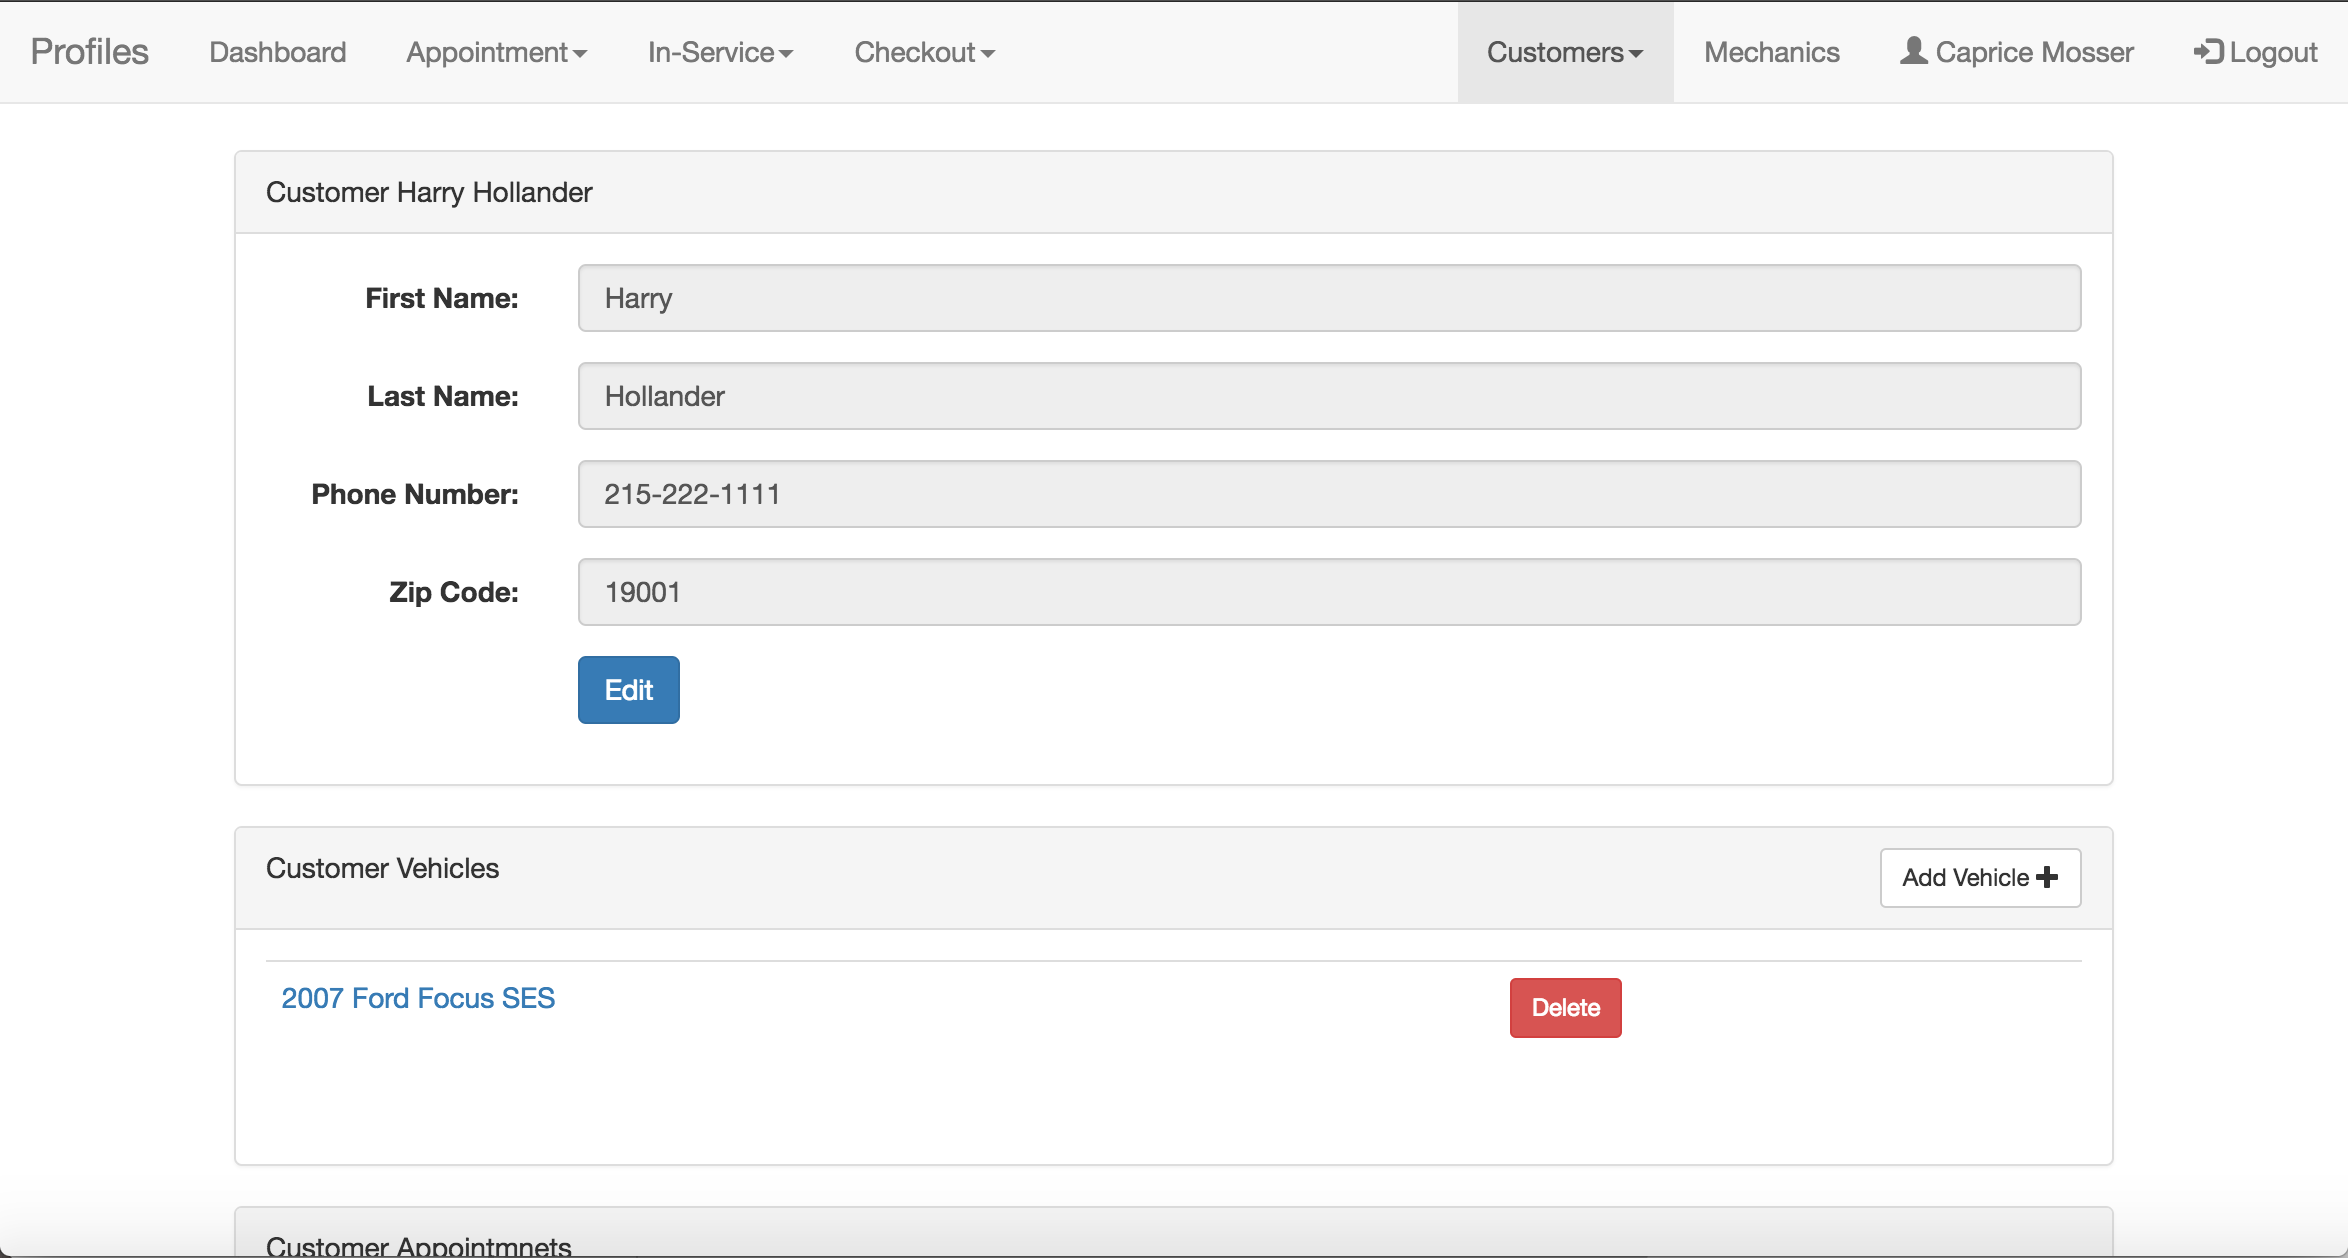 Profiles Dashboard Appointment In-Service Checkout Customers Mechanics Caprice Mosser Logout
Customer Harry Hollander
First Name: Harry
Last Name: Hollander
Phone Number: 215-222-1111
Zip Code: 19001
Edit
Customer Vehicles Add Vehicle
2007 Ford Focus SES Delete
Customer Appointmnets